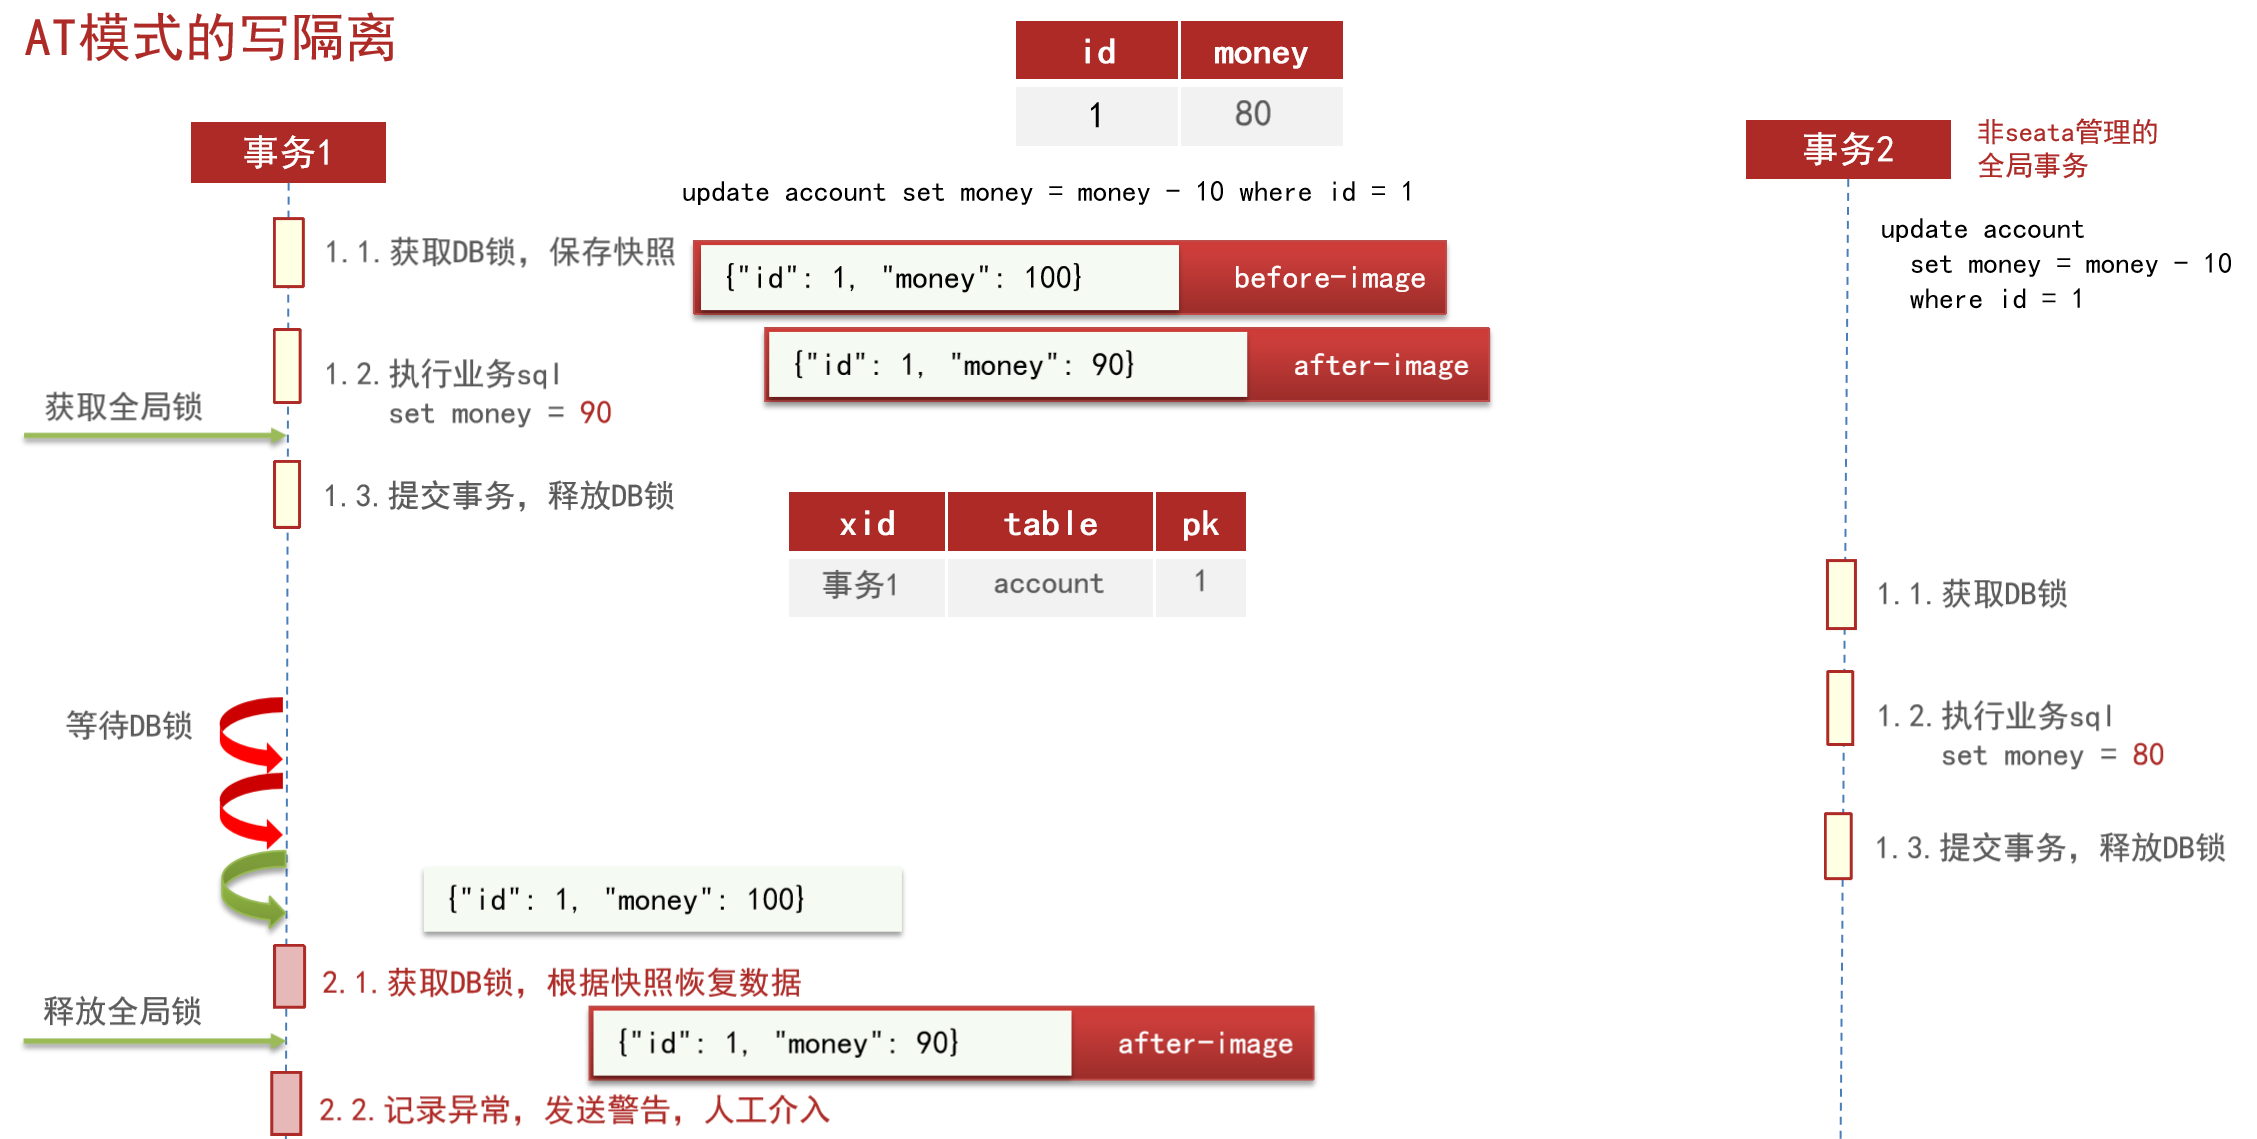 AT模式的写隔离
id money
1 80
事务1
事务2
非seata管理的
全局事务
update account set money = money - 10 where id = 1
update account
set money = money - 10
where id = 1
1.1.获取DB锁，保存快照
{"id": 1, "money": 100} before-image
{"id": 1, "money": 90} after-image
1.2.执行业务sql
set money = 90
获取全局锁
1.3.提交事务，释放DB锁
xid table pk
事务1 account 1
1.1.获取DB锁
等待DB锁
1.2.执行业务sql
set money = 80
1.3.提交事务，释放DB锁
{"id": 1, "money": 100}
2.1.获取DB锁，根据快照恢复数据
释放全局锁
{"id": 1, "money": 90} after-image
2.2.记录异常，发送警告，人工介入